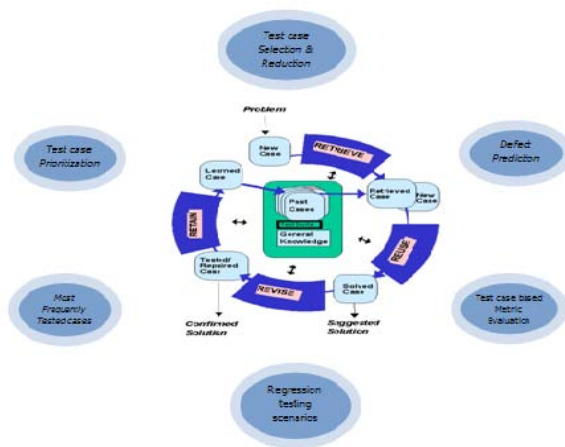 Test case
Selection &
Reduction
Problem
New
Case
RETRIEVE
Test case
Prioritization
Defect
Prediction
Learned
Case
Past
Cases
Retrieved
Case
New
Case
General
Knowledge
RETAIN
REUSE
Tested/
Repaired
Case
REVISE
Solved
Case
Most
Frequently
Tested cases
Confirmed
Solution
Suggested
Solution
Test case based
Metric
Evaluation
Regression
testing
scenarios